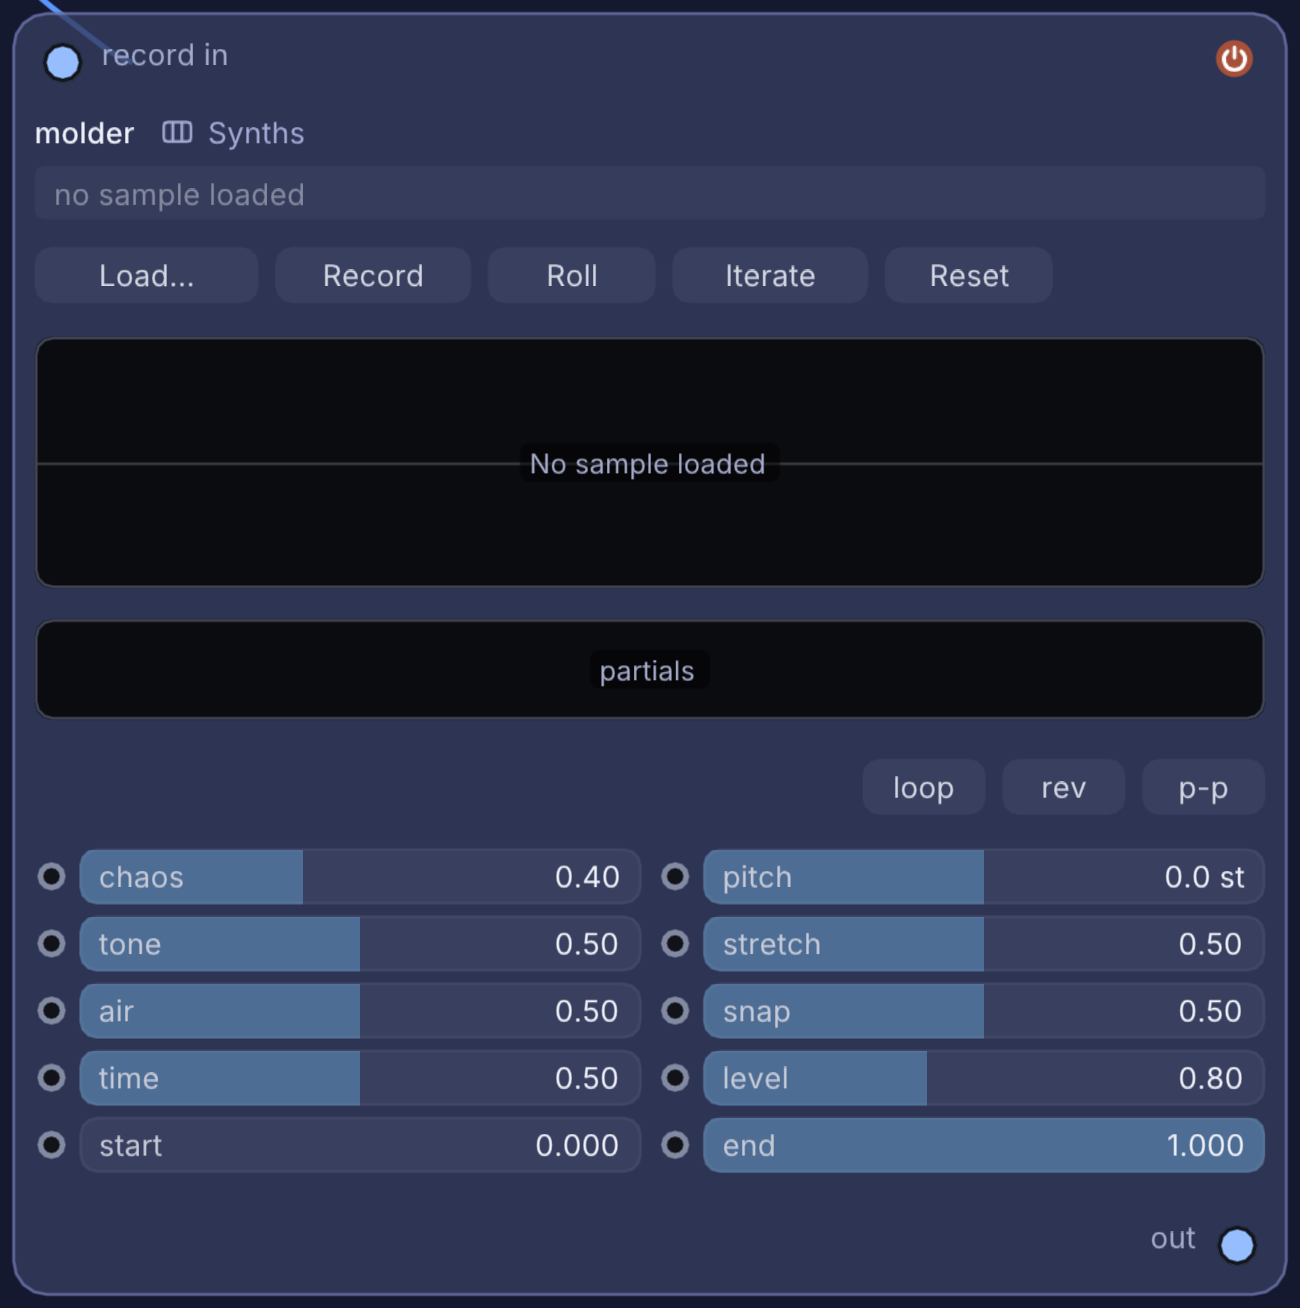 record in
molder Synths
no sample loaded
Load... Record Roll Iterate Reset
No sample loaded
partials
loop rev p-p
chaos 0.40 pitch 0.0 st
tone 0.50 stretch 0.50
air 0.50 snap 0.50
time 0.50 level 0.80
start 0.000 end 1.000
out